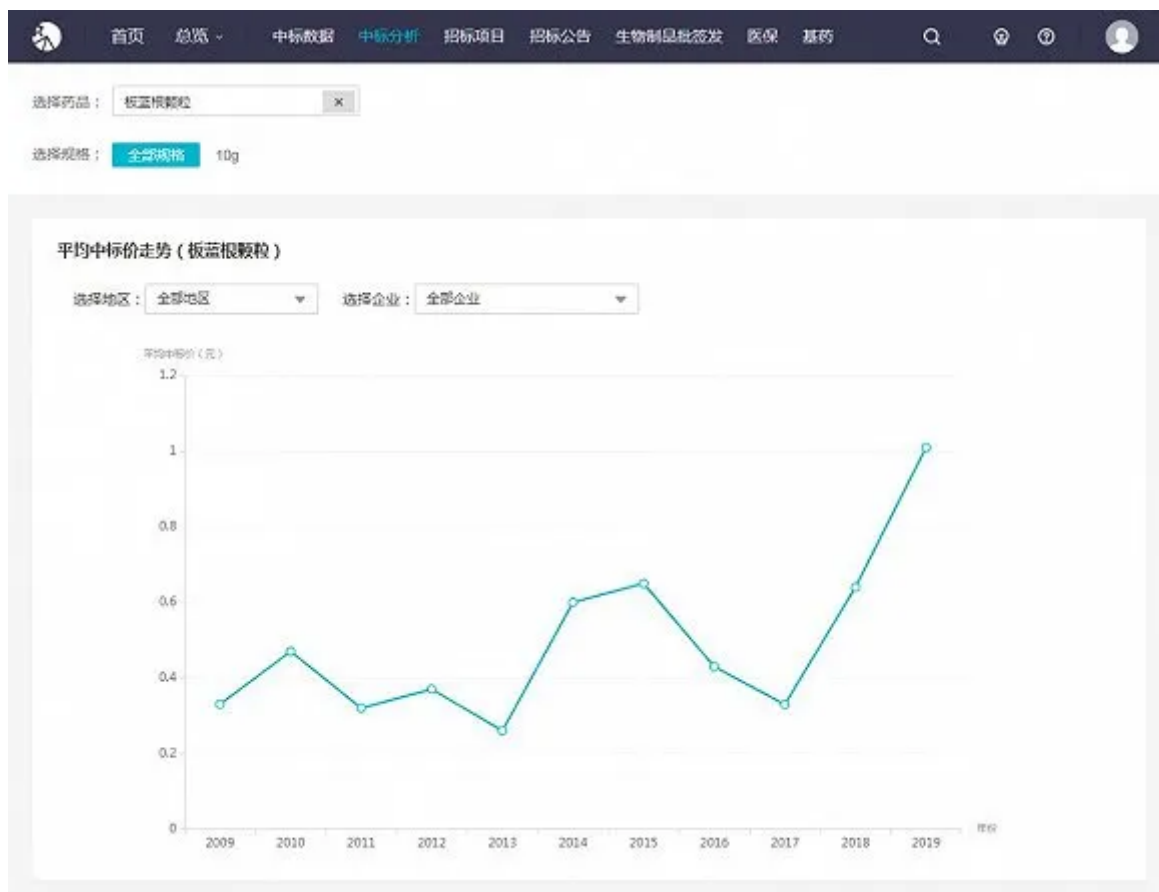 首页 总览 中标数据 中标分析 招标项目 招标公告 生物制品批签发 医保 基药
选择药品： 板蓝根颗粒 ×
选择规格： 全部规格 10g
平均中标价走势（板蓝根颗粒）
选择地区： 全部地区 选择企业： 全部企业
平均中标价（元）
1.2
1
0.8
0.6
0.4
0.2
0
2009 2010 2011 2012 2013 2014 2015 2016 2017 2018 2019 年份